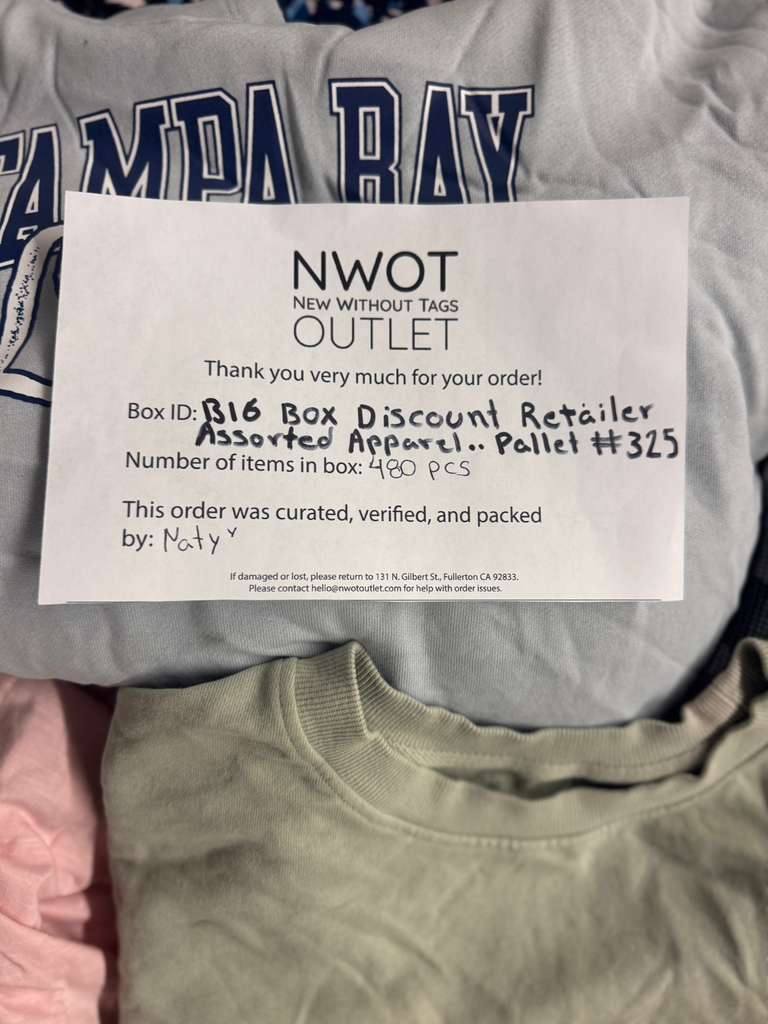 TAMPA BAY
NWOT
NEW WITHOUT TAGS
OUTLET
Thank you very much for your order!
Box ID: BIG BOX Discount Retailer
Assorted Apparel.. Pallet #325
Number of items in box: 480 pcs
This order was curated, verified, and packed
by: Naty Y
If damaged or lost, please return to 131 N. Gilbert St., Fullerton CA 92833.
Please contact hello@nwotoutlet.com for help with order issues.